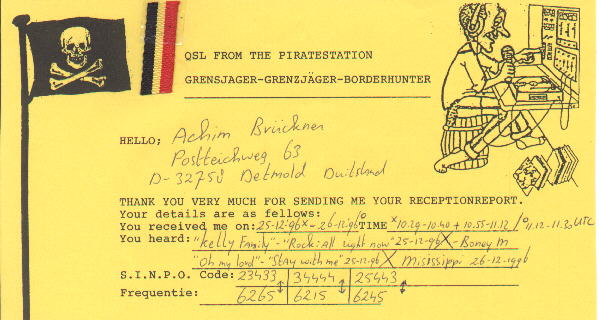 QSL FROM THE PIRATESTATION
GRENSJAGER-GRENZJÄGER-BORDERHUNTER
HELLO; Achim Brückner
Postteichweg 63
D-32758 Detmold Duitsland
THANK YOU VERY MUCH FOR SENDING ME YOUR RECEPTIONREPORT.
Your details are as fellows:
You received me on: 25-12-96 x - 26-12-96 ° TIME x 10.29-10.40 + 10.55-11.12 / ° 11.12-11.30 UTC
You heard: "Kelly Family" - "Rock: All right now" 25-12-96 X - Boney M
"Oh my lord" - "Stay with me" 25-12-96 X Misissippi 26-12-1996
S.I.N.P.O. Code: 23433 | 34444 | 25443
Frequentie: 6265 | 6215 | 6245